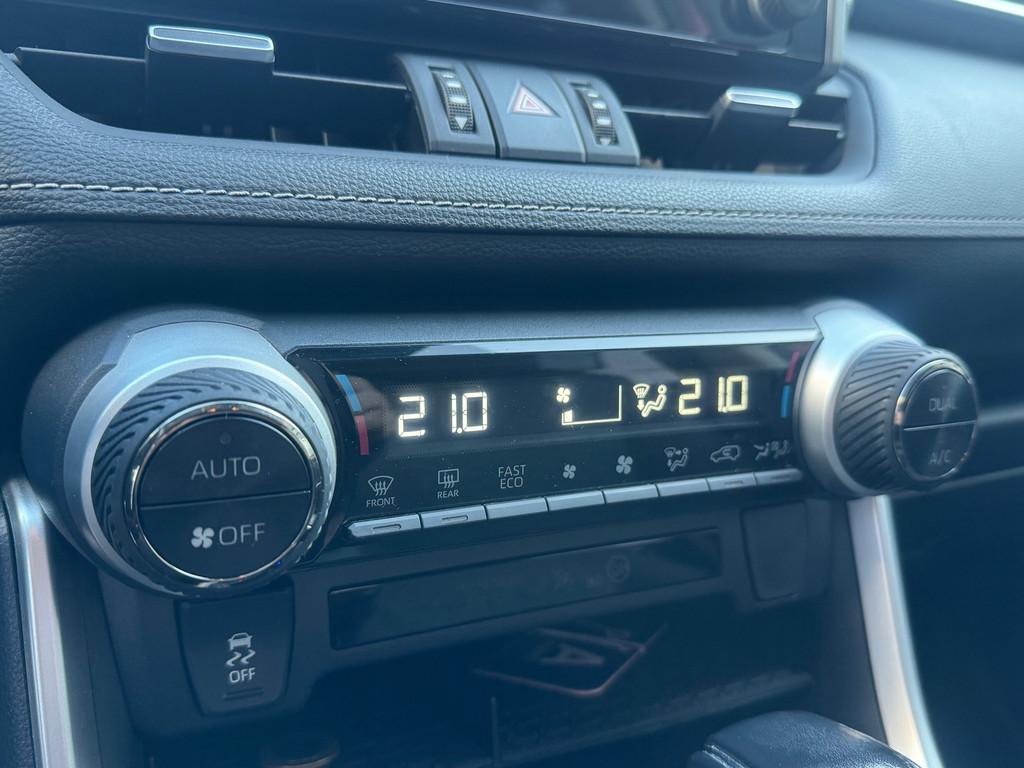 21.0
21.0
AUTO
OFF
FRONT
REAR
FAST
ECO
DUAL
A/C
OFF